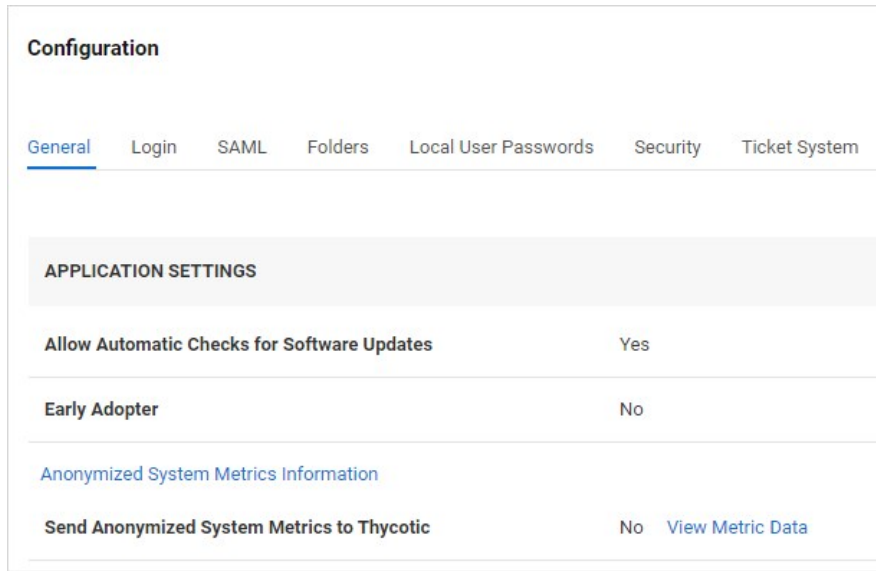 Configuration
General Login SAML Folders Local User Passwords Security Ticket System
APPLICATION SETTINGS
Allow Automatic Checks for Software Updates Yes
Early Adopter No
Anonymized System Metrics Information
Send Anonymized System Metrics to Thycotic No View Metric Data